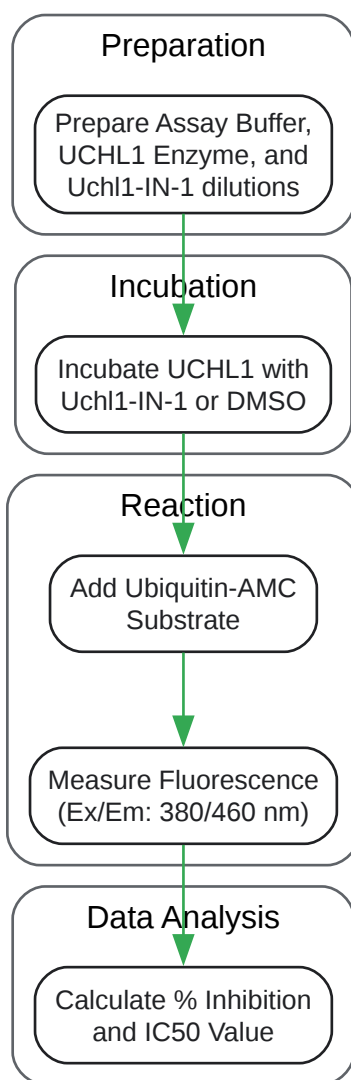 Preparation
Prepare Assay Buffer,
UCHL1 Enzyme, and
Uchl1-IN-1 dilutions
Incubation
Incubate UCHL1 with
Uchl1-IN-1 or DMSO
Reaction
Add Ubiquitin-AMC
Substrate
Measure Fluorescence
(Ex/Em: 380/460 nm)
Data Analysis
Calculate % Inhibition
and IC50 Value